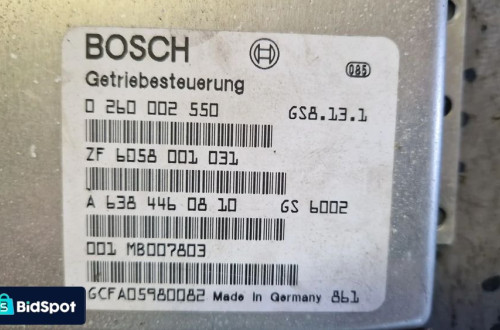 BOSCH
085
Getriebesteuerung
0 260 002 550 GS8.13.1
ZF 6058 001 031
A 638 446 08 10 GS 6002
001 MB007803
GCFA05980082 Made in Germany 861
BidSpot